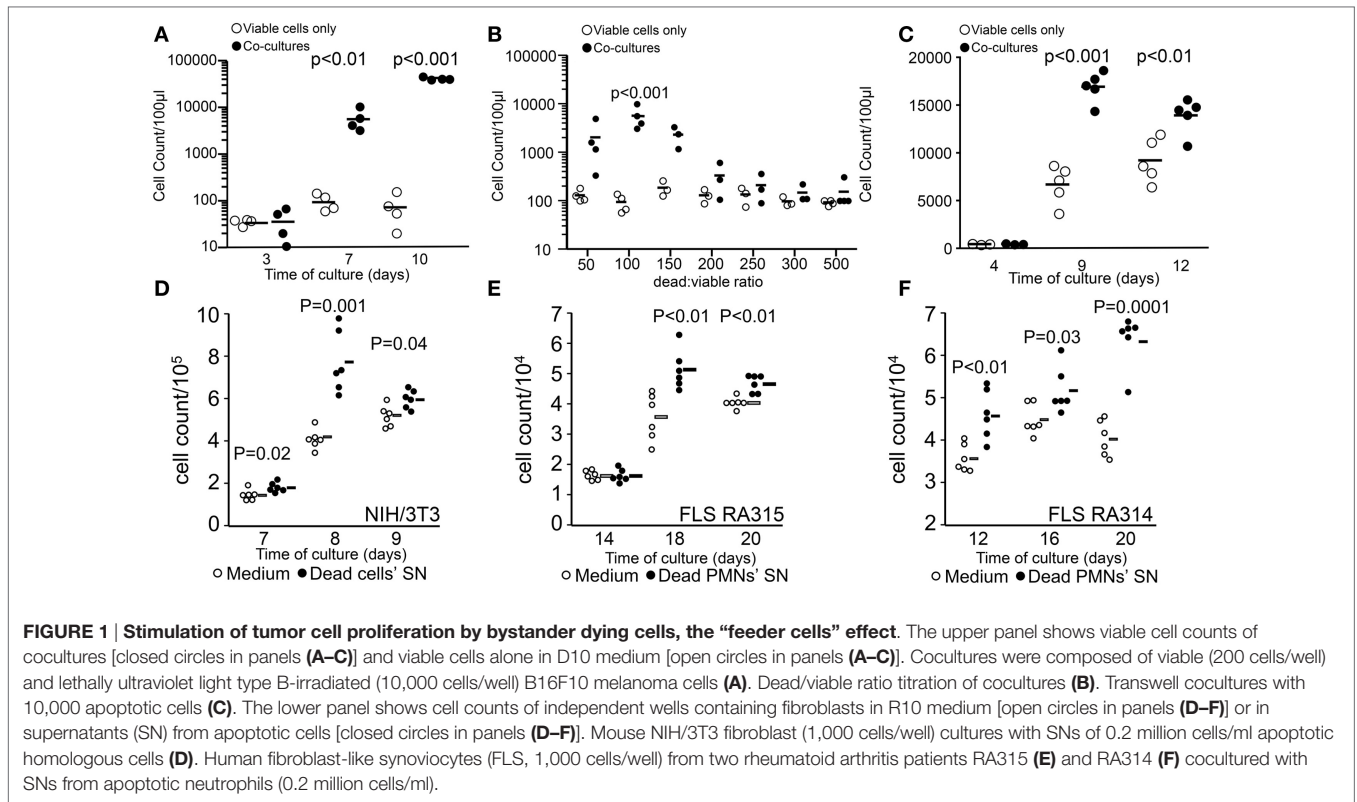 A
○Viable cells only
●Co-cultures
p<0.01 p<0.001
Cell Count/100µl
100000
10000
1000
100
10
3 7 10
Time of culture (days)
B
○Viable cells only
●Co-cultures
p<0.001
Cell Count/100µl
100000
10000
1000
100
10
50 100 150 200 250 300 500
dead:viable ratio
C
○Viable cells only
●Co-cultures
p<0.001 p<0.01
Cell Count/100µl
20000
15000
10000
5000
0
4 9 12
Time of culture (days)
D
P=0.001
P=0.04
P=0.02
cell count/10⁵
10
8
6
4
2
0
NIH/3T3
7 8 9
Time of culture (days)
○Medium ●Dead cells' SN
E
P<0.01 P<0.01
cell count/10⁴
7
6
5
4
3
2
1
0
FLS RA315
14 18 20
Time of culture (days)
○Medium ●Dead PMNs' SN
F
P=0.0001
P=0.03
P<0.01
cell count/10⁴
7
6
5
4
3
2
FLS RA314
12 16 20
Time of culture (days)
○Medium ●Dead PMNs' SN
FIGURE 1 | Stimulation of tumor cell proliferation by bystander dying cells, the “feeder cells” effect. The upper panel shows viable cell counts of
cocultures [closed circles in panels (A–C)] and viable cells alone in D10 medium [open circles in panels (A–C)]. Cocultures were composed of viable (200 cells/well)
and lethally ultraviolet light type B-irradiated (10,000 cells/well) B16F10 melanoma cells (A). Dead/viable ratio titration of cocultures (B). Transwell cocultures with
10,000 apoptotic cells (C). The lower panel shows cell counts of independent wells containing fibroblasts in R10 medium [open circles in panels (D–F)] or in
supernatants (SN) from apoptotic cells [closed circles in panels (D–F)]. Mouse NIH/3T3 fibroblast (1,000 cells/well) cultures with SNs of 0.2 million cells/ml apoptotic
homologous cells (D). Human fibroblast-like synoviocytes (FLS, 1,000 cells/well) from two rheumatoid arthritis patients RA315 (E) and RA314 (F) cocultured with
SNs from apoptotic neutrophils (0.2 million cells/ml).